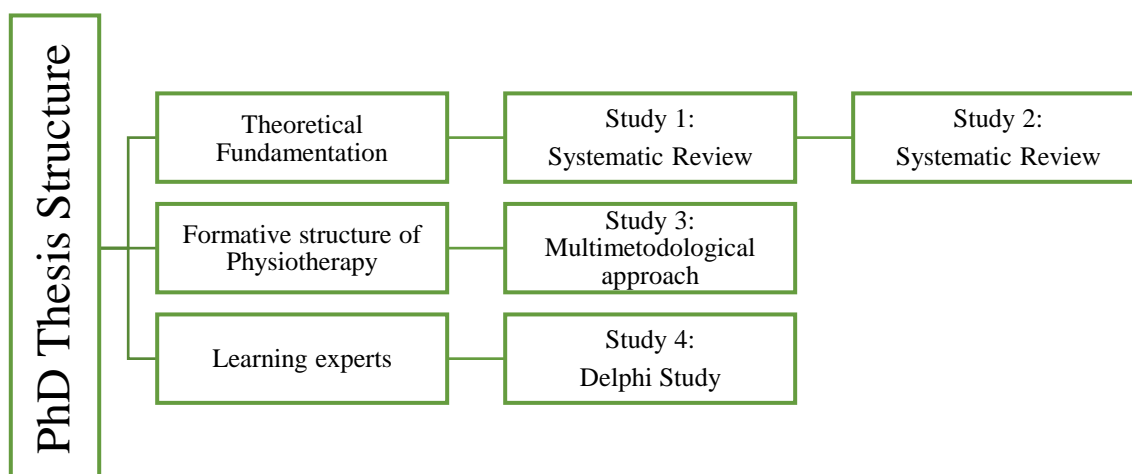 PhD Thesis Structure
Theoretical
Fundamentation
Study 1:
Systematic Review
Study 2:
Systematic Review
Formative structure of
Physiotherapy
Study 3:
Multimetodological
approach
Learning experts
Study 4:
Delphi Study